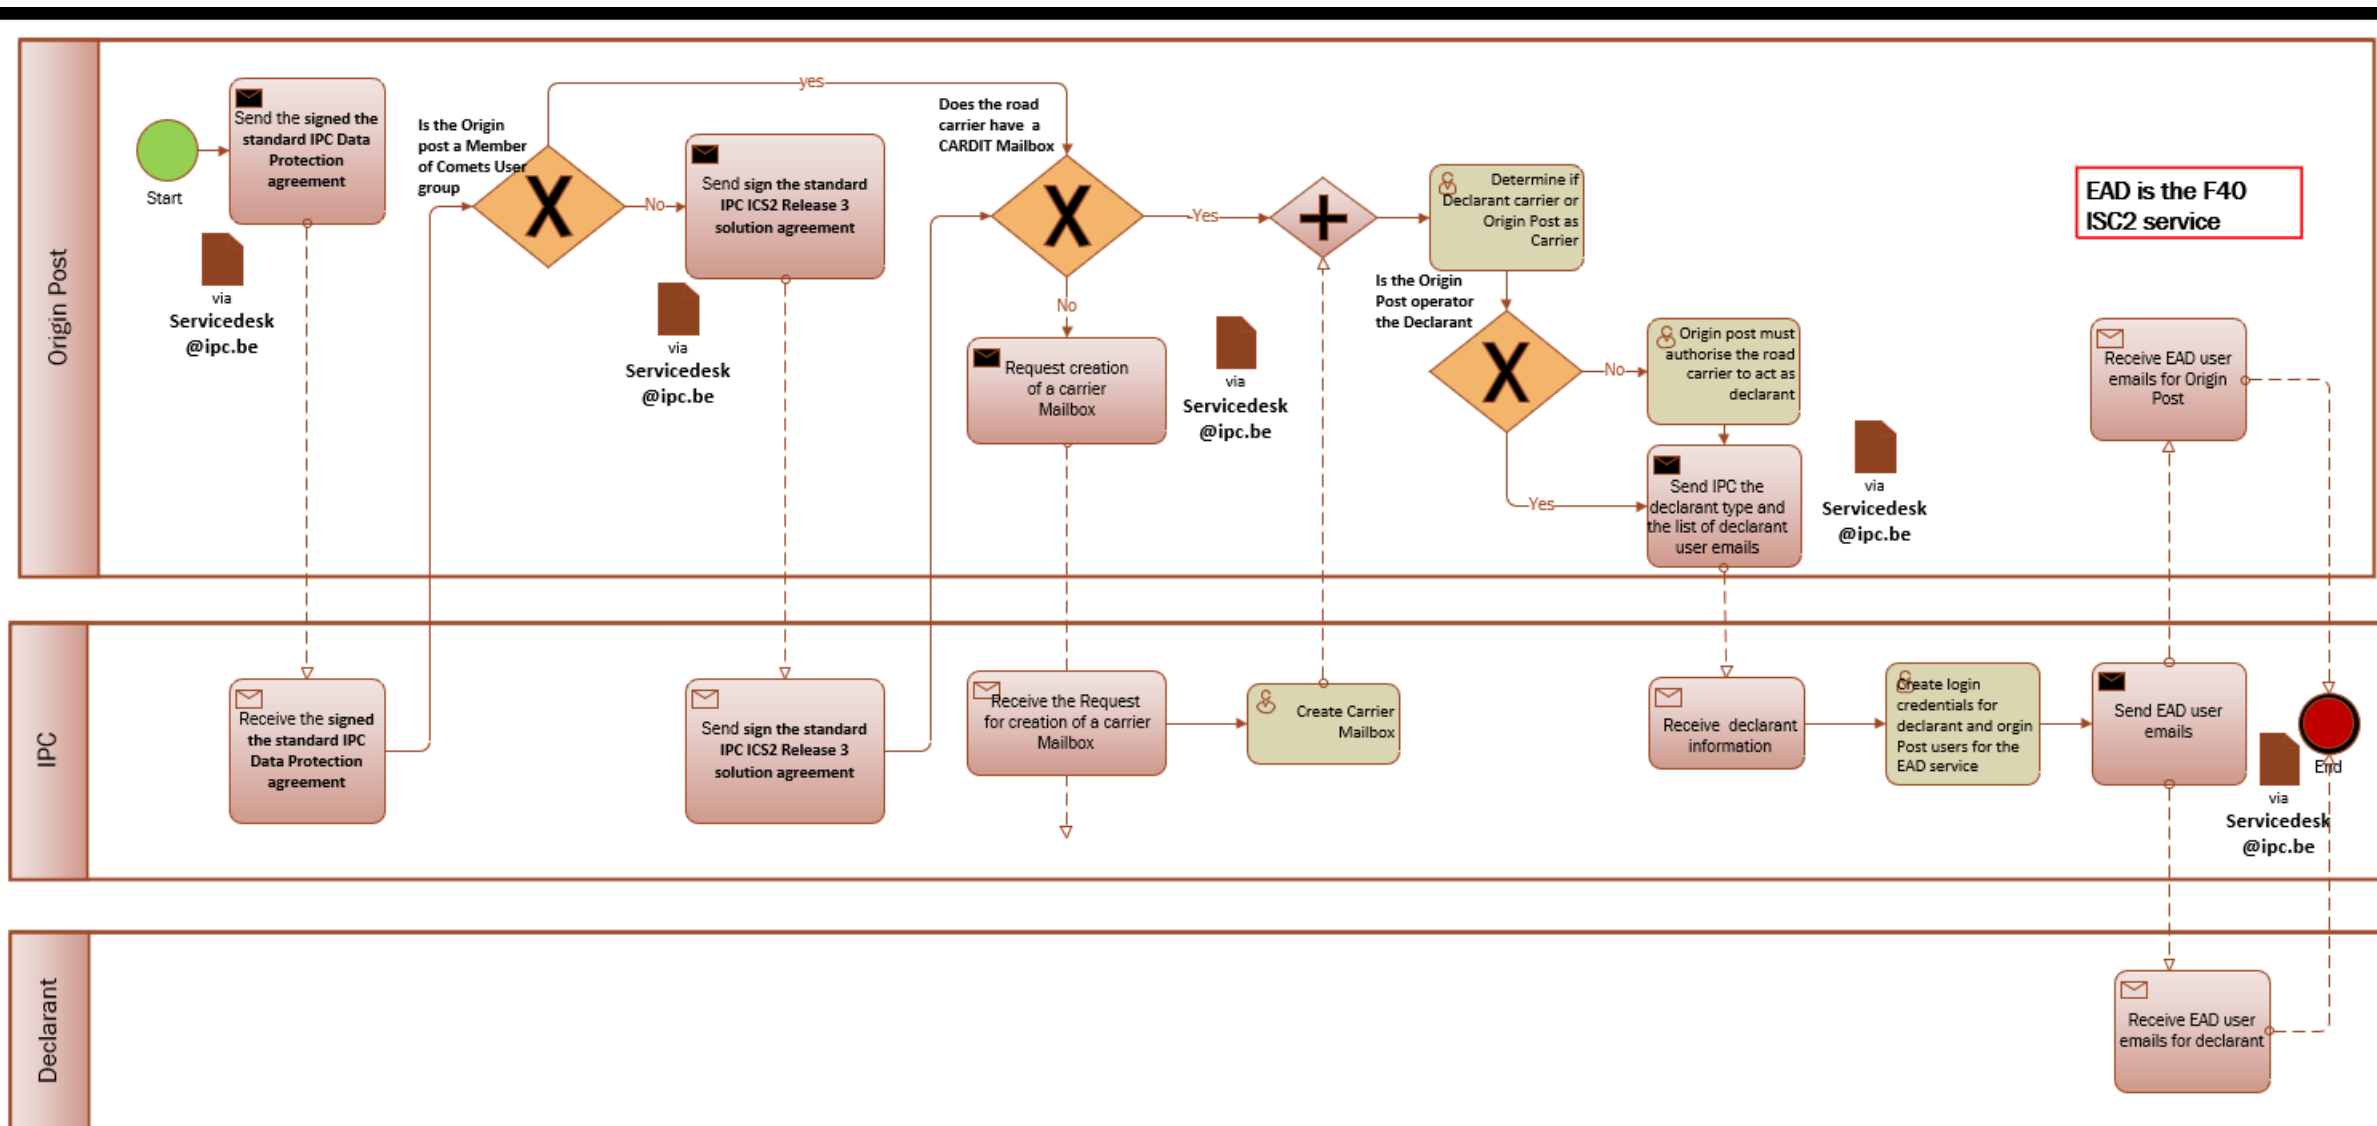 Origin Post
Start
Send the signed the
standard IPC Data
Protection
agreement
via
Servicedesk
@ipc.be
Is the Origin
post a Member
of Comets User
group
yes
No
Send sign the standard
IPC ICS2 Release 3
solution agreement
via
Servicedesk
@ipc.be
Does the road
carrier have a
CARDIT Mailbox
Yes
No
Request creation
of a carrier
Mailbox
via
Servicedesk
@ipc.be
Determine if
Declarant carrier or
Origin Post as
Carrier
Is the Origin
Post operator
the Declarant
No
Yes
Origin post must
authorise the road
carrier to act as
declarant
Send IPC the
declarant type and
the list of declarant
user emails
via
Servicedesk
@ipc.be
EAD is the F40
ISC2 service
Receive EAD user
emails for Origin
Post
IPC
Receive the signed
the standard IPC
Data Protection
agreement
Send sign the standard
IPC ICS2 Release 3
solution agreement
Receive the Request
for creation of a carrier
Mailbox
Create Carrier
Mailbox
Receive declarant
information
Create login
credentials for
declarant and orgin
Post users for the
EAD service
Send EAD user
emails
End
via
Servicedesk
@ipc.be
Declarant
Receive EAD user
emails for declarant